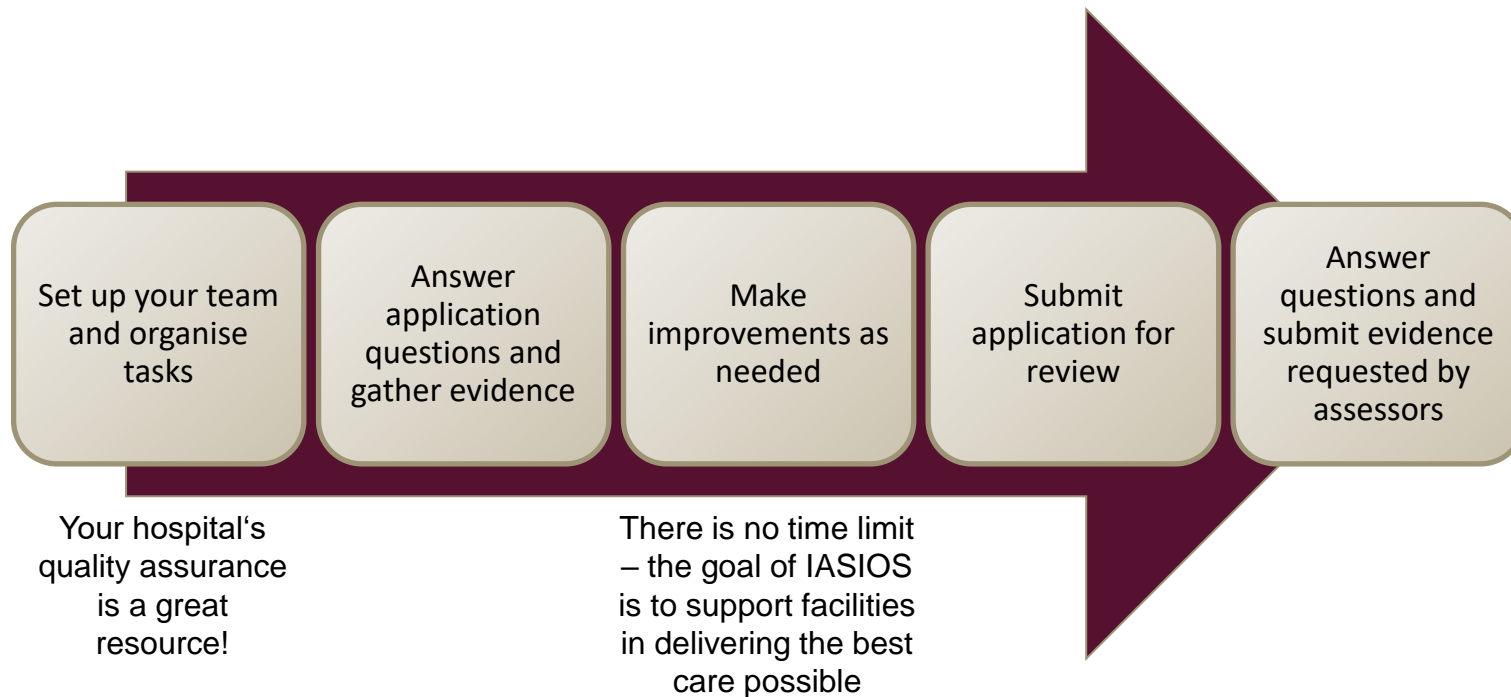 Set up your team
and organise
tasks
Answer
application
questions and
gather evidence
Make
improvements as
needed
Submit
application for
review
Answer
questions and
submit evidence
requested by
assessors
Your hospital‘s
quality assurance
is a great
resource!
There is no time limit
– the goal of IASIOS
is to support facilities
in delivering the best
care possible